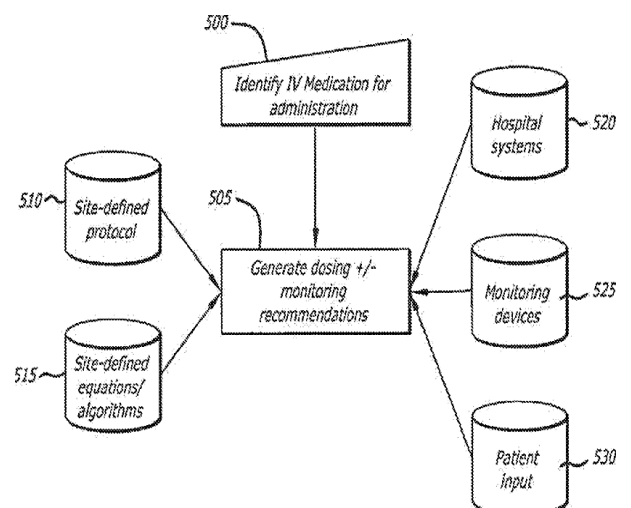 500
Identify IV Medication for
administration
Hospital
systems
520
510
Site-defined
protocol
505
Generate dosing +/-
monitoring
recommendations
Monitoring
devices
525
515
Site-defined
equations/
algorithms
Patient
input
530